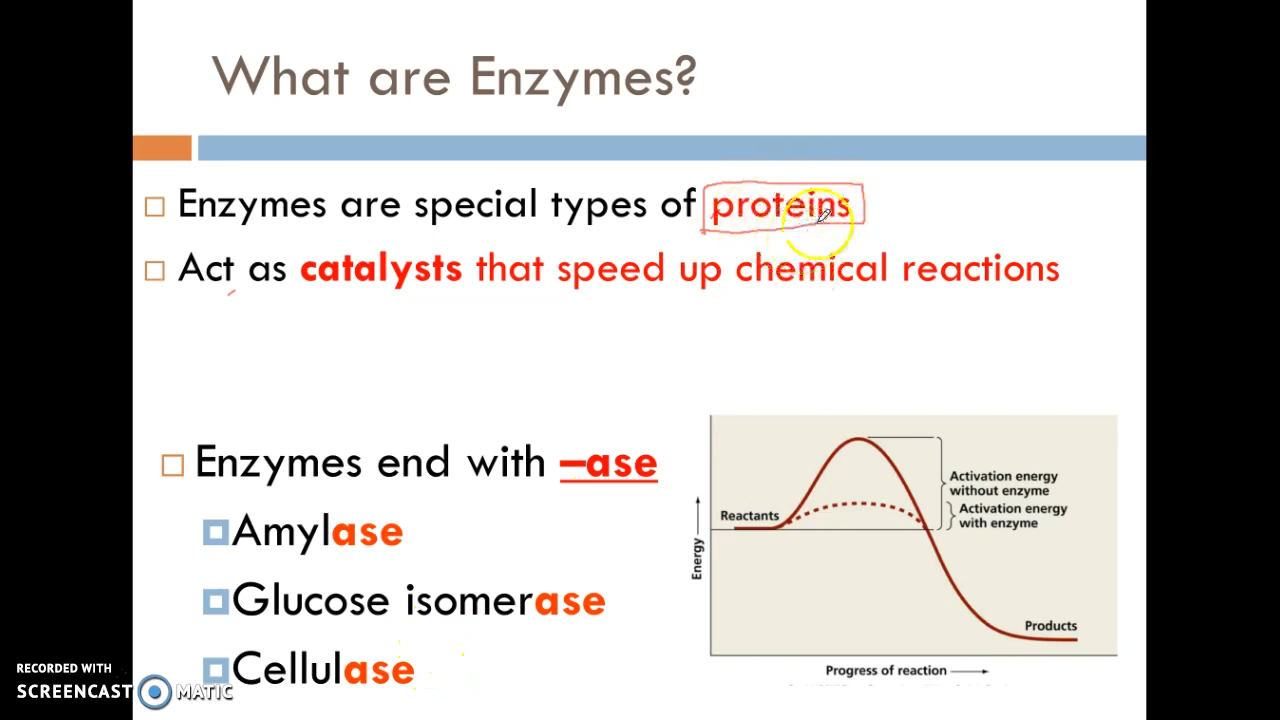 What are Enzymes?
Enzymes are special types of proteins
Act as catalysts that speed up chemical reactions
Enzymes end with –ase
Amylase
Glucose isomerase
Cellulase
Activation energy
without enzyme
Activation energy
with enzyme
Reactants
Energy
Products
Progress of reaction
RECORDED WITH
SCREENCAST MATIC